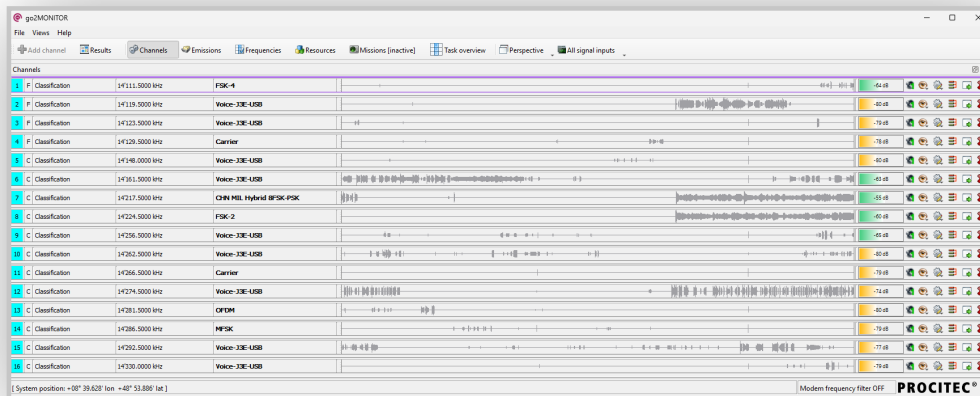 go2MONITOR
File Views Help
Add channel Results Channels Emissions Frequencies Resources Missions [inactive] Task overview Perspective All signal inputs
Channels
1 F Classification 14'111.5000 kHz FSK-4 -64 dB
2 F Classification 14'119.5000 kHz Voice-J3E-USB -80 dB
3 F Classification 14'123.5000 kHz Voice-J3E-USB -79 dB
4 F Classification 14'129.5000 kHz Carrier -78 dB
5 C Classification 14'148.0000 kHz Voice-J3E-USB -80 dB
6 C Classification 14'161.5000 kHz Voice-J3E-USB -63 dB
7 C Classification 14'217.5000 kHz CHN MIL Hybrid 8FSK-PSK -55 dB
8 C Classification 14'224.5000 kHz FSK-2 -60 dB
9 C Classification 14'256.5000 kHz Voice-J3E-USB -65 dB
10 C Classification 14'262.5000 kHz Voice-J3E-USB -80 dB
11 C Classification 14'266.5000 kHz Carrier -79 dB
12 C Classification 14'274.5000 kHz Voice-J3E-USB -74 dB
13 C Classification 14'281.5000 kHz OFDM -80 dB
14 C Classification 14'286.5000 kHz MFSK -79 dB
15 C Classification 14'292.5000 kHz Voice-J3E-USB -77 dB
16 C Classification 14'330.0000 kHz Voice-J3E-USB -79 dB
[ System position: +08° 39.628' lon +48° 53.886' lat ] Modem frequency filter OFF PROCITEC®